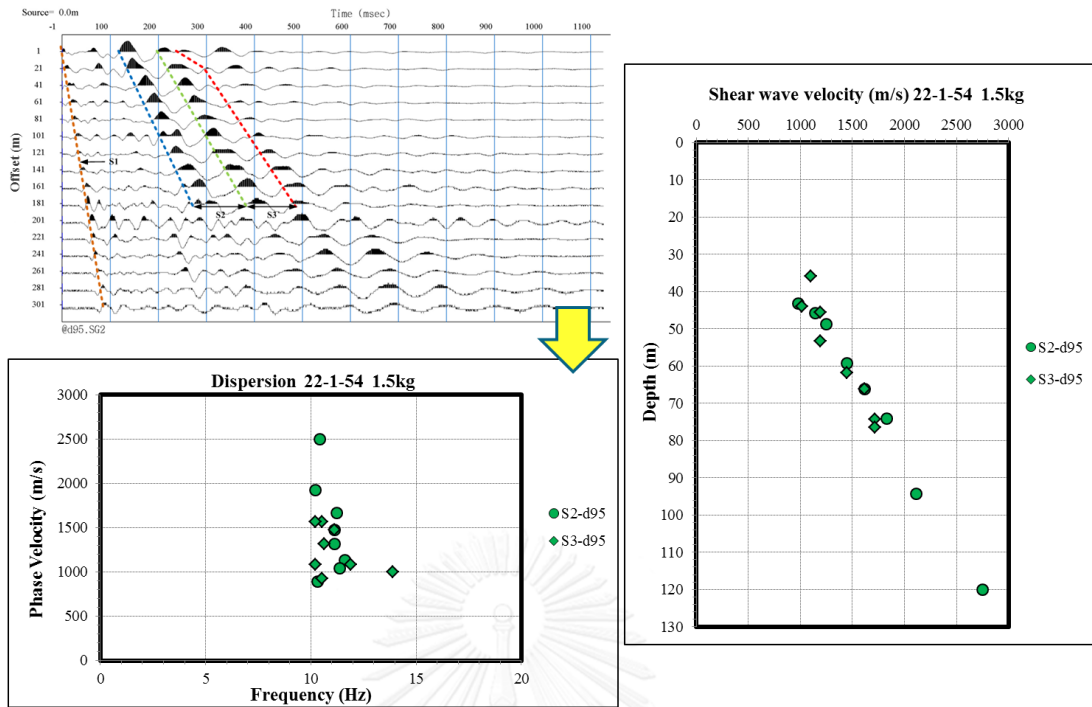 Source= 0.0m
Time (msec)
-1 100 200 300 400 500 600 700 800 900 1000 1100
Offset (m)
1
21
41
61
81
101
121
141
161
181
201
221
241
261
281
301
S1
S2 S3
@d95.SG2
Dispersion 22-1-54 1.5kg
Phase Velocity (m/s)
3000
2500
2000
1500
1000
500
0
0 5 10 15 20
Frequency (Hz)
S2-d95
S3-d95
Shear wave velocity (m/s) 22-1-54 1.5kg
0 1000 1500 2000 2500 3000
Depth (m)
0
10
20
30
40
50
60
70
80
90
100
110
120
130
S2-d95
S3-d95